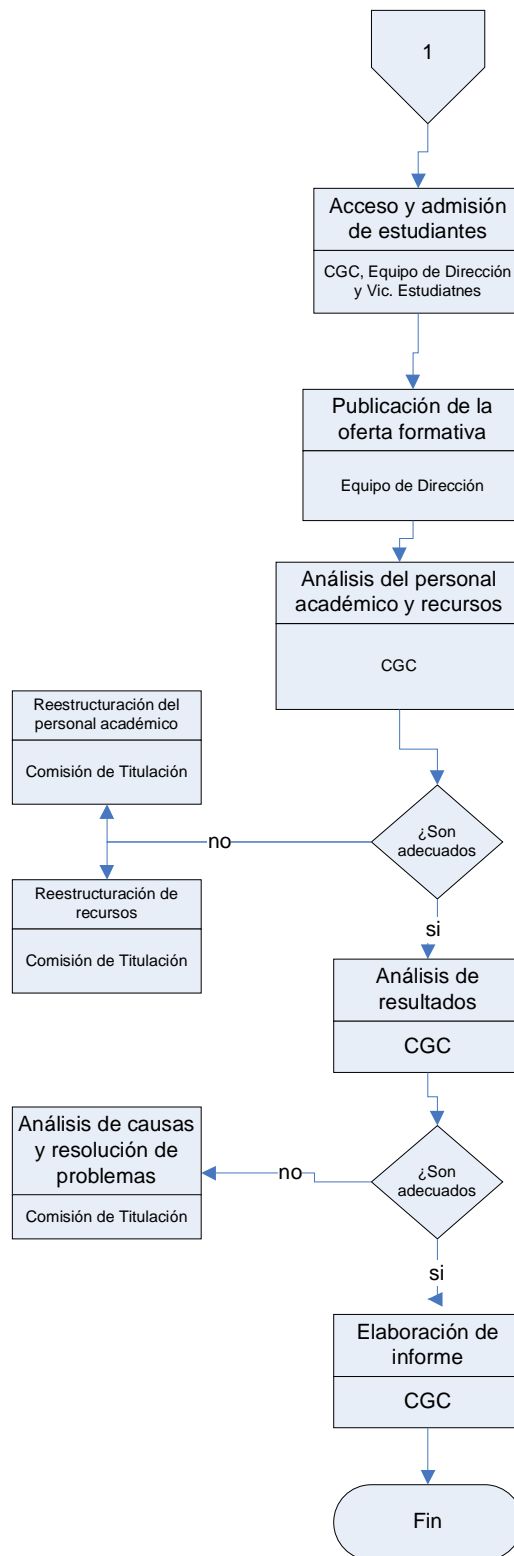 1
Acceso y admisión
de estudiantes
CGC, Equipo de Dirección
y Vic. Estudiatnes
Publicación de la
oferta formativa
Equipo de Dirección
Análisis del personal
académico y recursos
CGC
Reestructuración del
personal académico
Comisión de Titulación
¿Son
adecuados
no
Reestructuración de
recursos
Comisión de Titulación
si
Análisis de
resultados
CGC
Análisis de causas
y resolución de
problemas
Comisión de Titulación
no
¿Son
adecuados
si
Elaboración de
informe
CGC
Fin